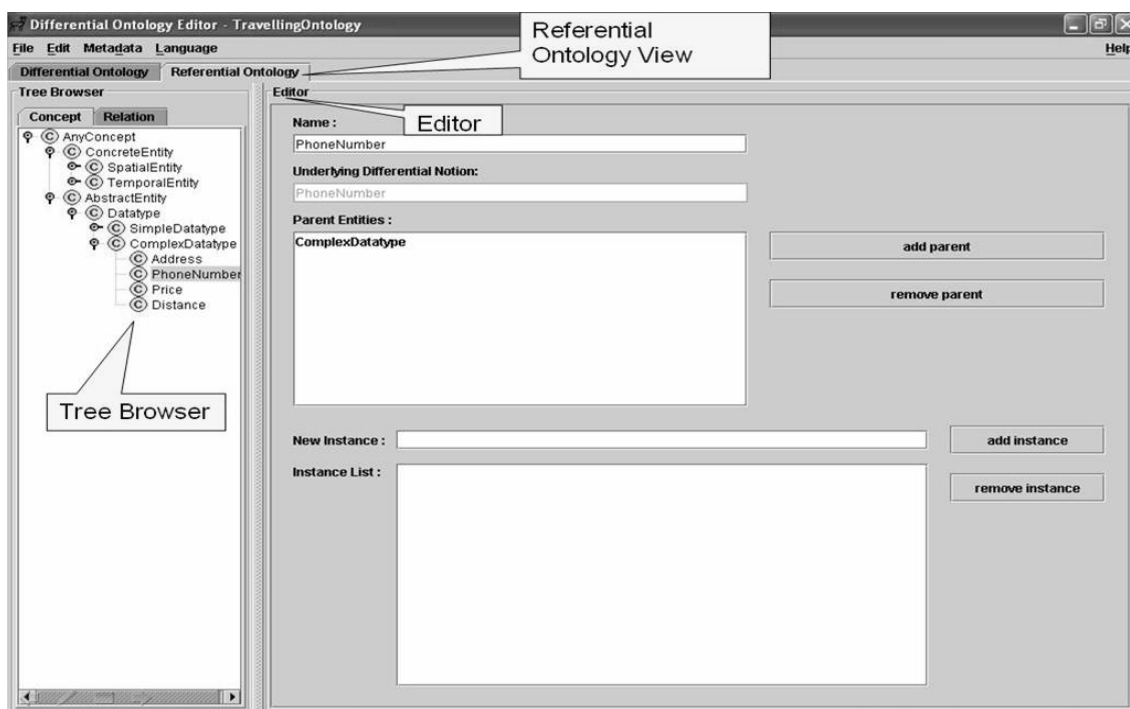 Differential Ontology Editor - TravellingOntology
File Edit Metadata Language
Help
Referential
Ontology View
Differential Ontology Referential Ontology
Tree Browser
Concept Relation
AnyConcept
ConcreteEntity
SpatialEntity
TemporalEntity
AbstractEntity
Datatype
SimpleDatatype
ComplexDatatype
Address
PhoneNumber
Price
Distance
Tree Browser
Editor
Editor
Name :
PhoneNumber
Underlying Differential Notion:
PhoneNumber
Parent Entities :
ComplexDatatype
add parent
remove parent
New Instance :
add instance
Instance List :
remove instance